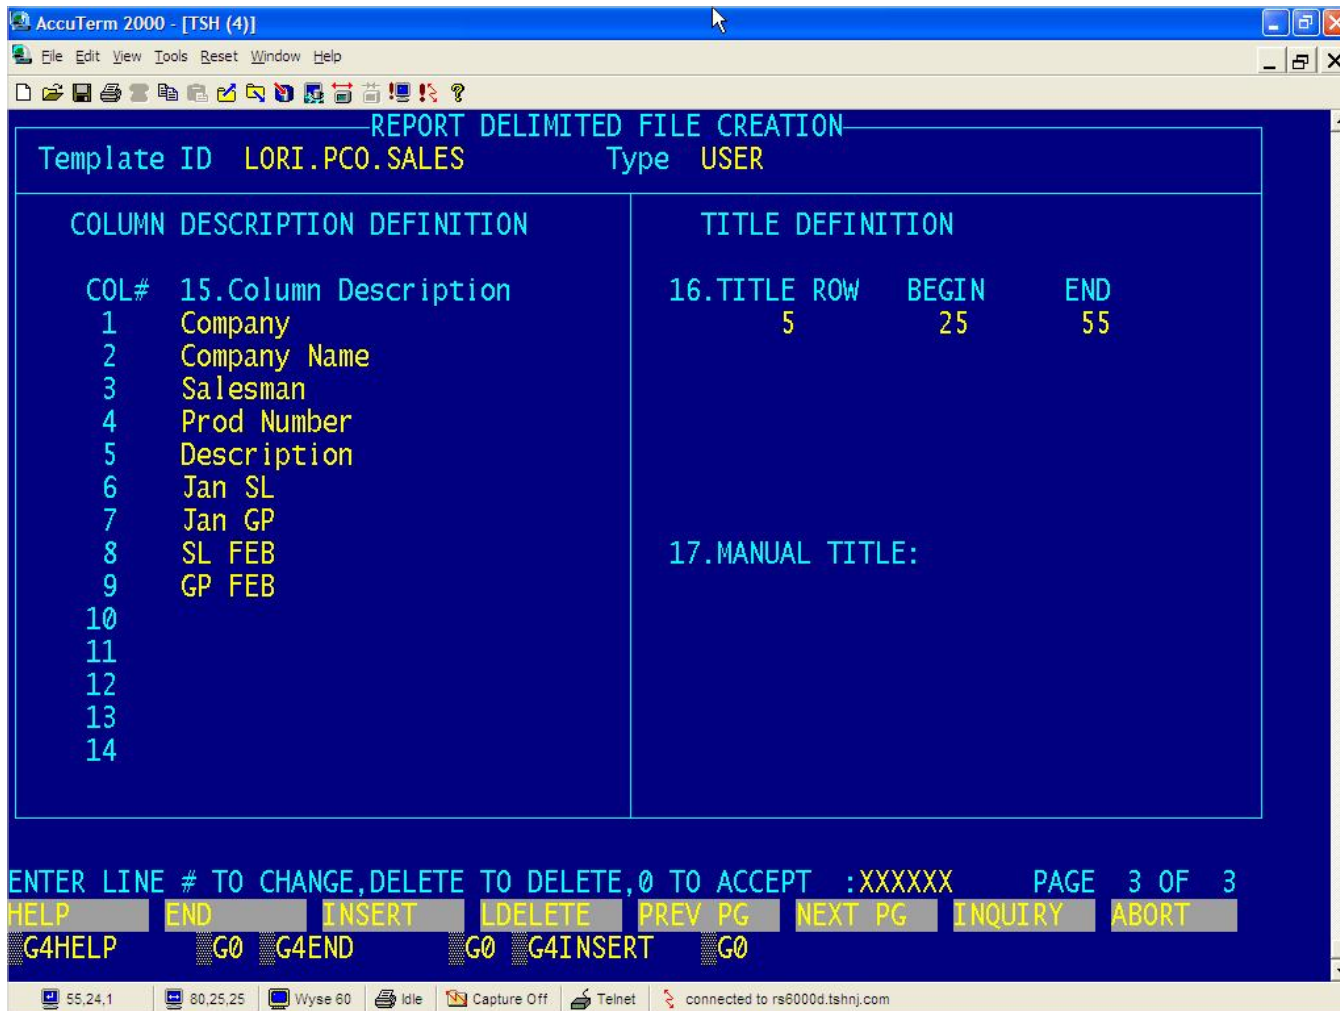 AccuTerm 2000 - [TSH (4)]
File Edit View Tools Reset Window Help
REPORT DELIMITED FILE CREATION
Template ID LORI.PCO.SALES Type USER
COLUMN DESCRIPTION DEFINITION TITLE DEFINITION
COL# 15.Column Description 16.TITLE ROW BEGIN END
1 Company 5 25 55
2 Company Name
3 Salesman
4 Prod Number
5 Description
6 Jan SL
7 Jan GP
8 SL FEB 17.MANUAL TITLE:
9 GP FEB
10
11
12
13
14
ENTER LINE # TO CHANGE,DELETE TO DELETE,0 TO ACCEPT :XXXXXX PAGE 3 OF 3
HELP END INSERT LDELETE PREV PG NEXT PG INQUIRY ABORT
G4HELP G0 G4END G0 G4INSERT G0
55,24,1 80,25,25 Wyse 60 Idle Capture Off Telnet connected to rs6000d.tshnj.com